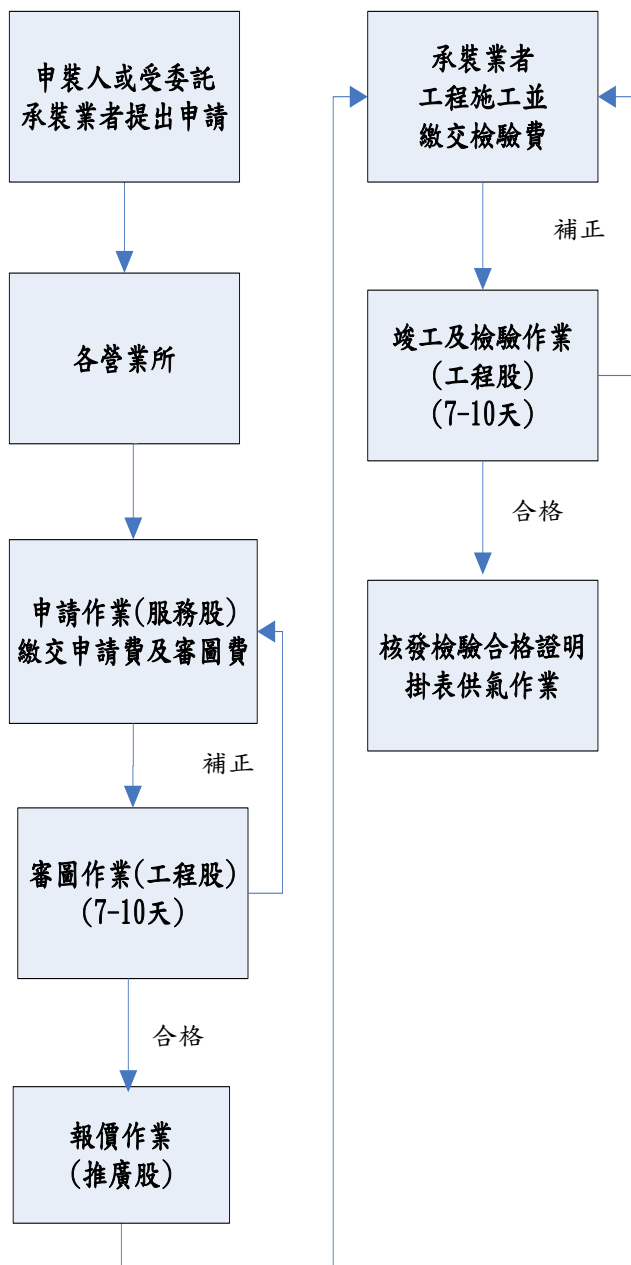 申裝人或受委託
承裝業者提出申請
各營業所
申請作業(服務股)
繳交申請費及審圖費
補正
審圖作業(工程股)
(7-10天)
合格
報價作業
(推廣股)
承裝業者
工程施工並
繳交檢驗費
補正
竣工及檢驗作業
(工程股)
(7-10天)
合格
核發檢驗合格證明
掛表供氣作業